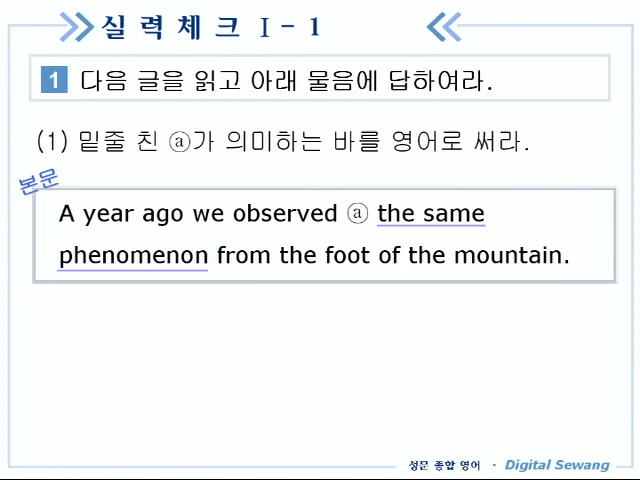 실력체크 I - 1
1 다음 글을 읽고 아래 물음에 답하여라.
(1) 밑줄 친 ⓐ가 의미하는 바를 영어로 써라.
본문
A year ago we observed ⓐ the same
phenomenon from the foot of the mountain.
성문 종합 영어 · Digital Sewang